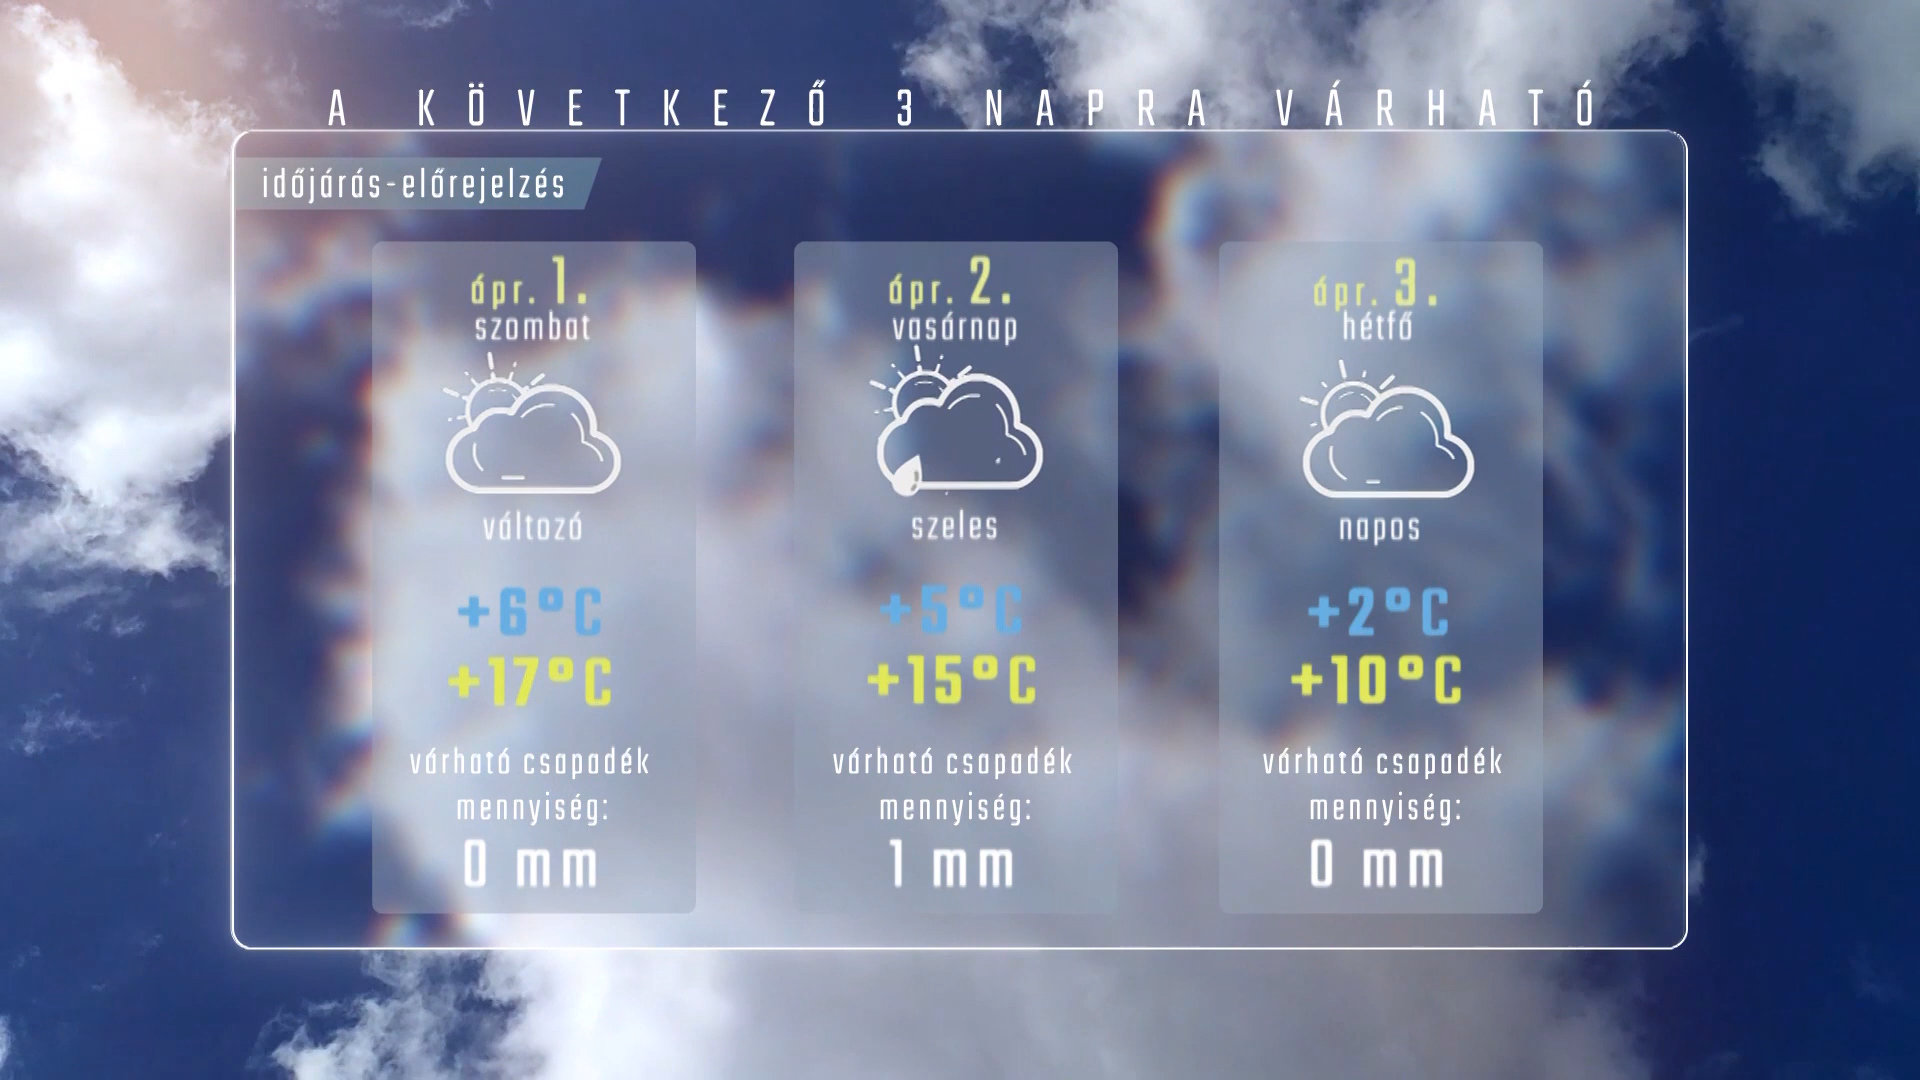 A KÖVETKEZŐ 3 NAPRA VÁRHATÓ
időjárás-előrejelzés
ápr. 1.
szombat
változó
+6°C
+17°C
várható csapadék
mennyiség:
0 mm
ápr. 2.
vasárnap
szeles
+5°C
+15°C
várható csapadék
mennyiség:
1 mm
ápr. 3.
hétfő
napos
+2°C
+10°C
várható csapadék
mennyiség:
0 mm